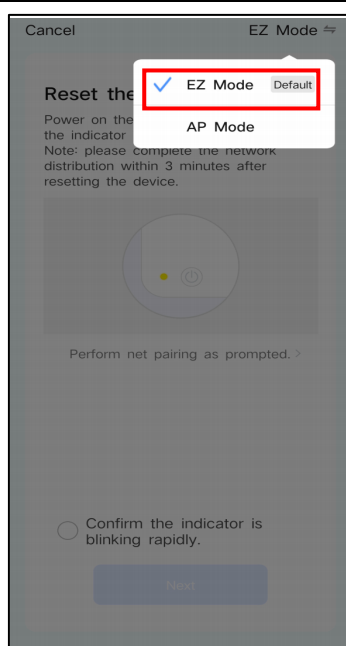 Cancel
EZ Mode ⇋
EZ Mode Default
AP Mode
Reset the
Power on the
the indicator
Note: please complete the network
distribution within 3 minutes after
resetting the device.
Perform net pairing as prompted. >
Confirm the indicator is
blinking rapidly.
Next